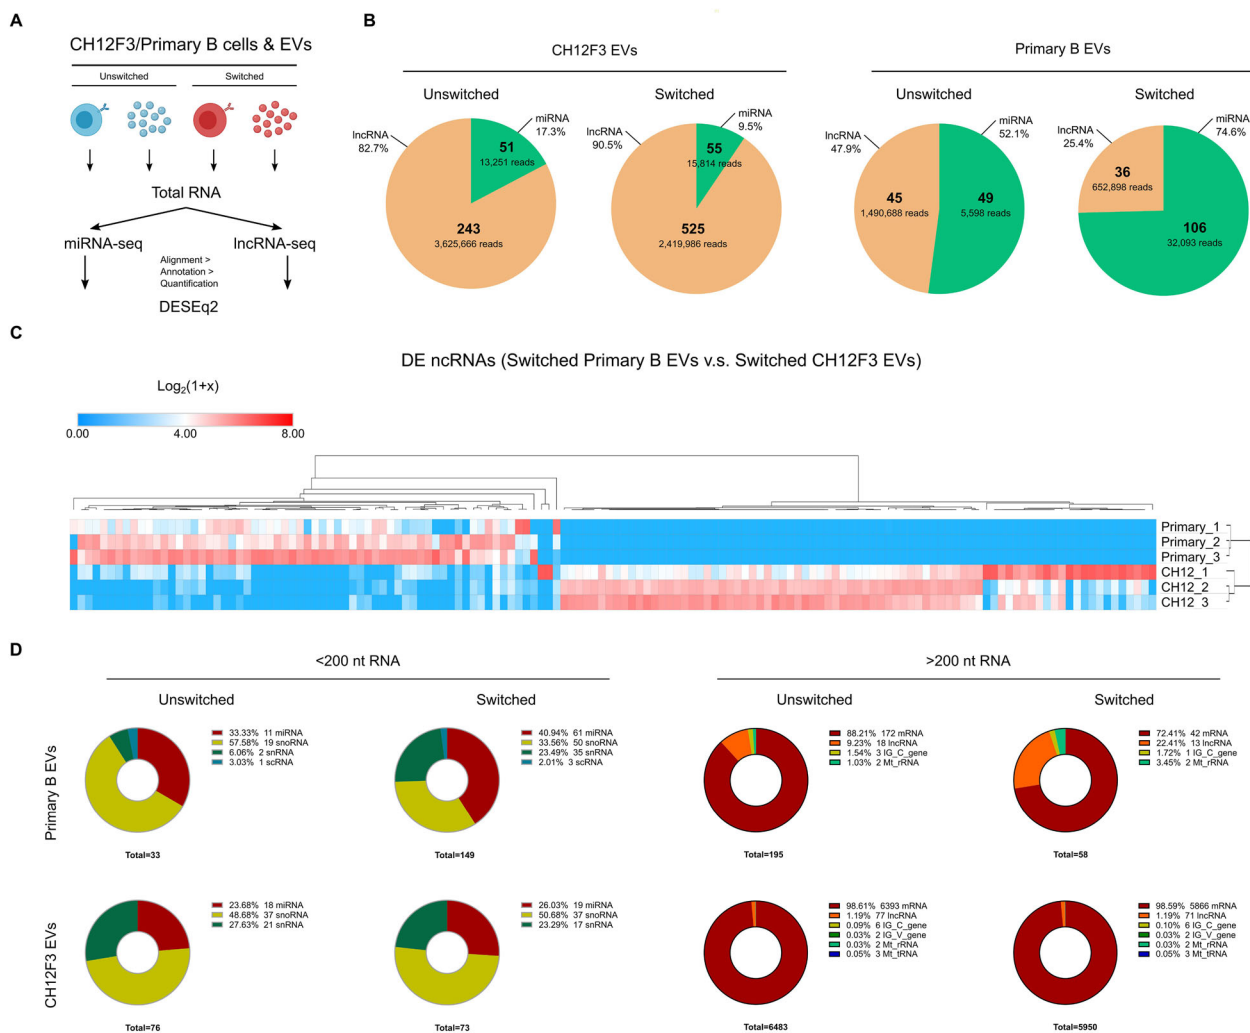 A
CH12F3/Primary B cells & EVs
Unswitched
Switched
Total RNA
miRNA-seq
lncRNA-seq
Alignment >
Annotation >
Quantification
DESEq2
B
CH12F3 EVs
Unswitched
Switched
lncRNA
82.7%
miRNA
17.3%
51
13,251 reads
243
3,625,666 reads
lncRNA
90.5%
miRNA
9.5%
55
15,814 reads
525
2,419,986 reads
Primary B EVs
Unswitched
Switched
lncRNA
47.9%
miRNA
52.1%
45
1,490,688 reads
49
5,598 reads
lncRNA
25.4%
miRNA
74.6%
36
652,898 reads
106
32,093 reads
C
DE ncRNAs (Switched Primary B EVs v.s. Switched CH12F3 EVs)
Log2(1+x)
0.00 4.00 8.00
Primary_1
Primary_2
Primary_3
CH12_1
CH12_2
CH12_3
D
<200 nt RNA
>200 nt RNA
Unswitched
Switched
Unswitched
Switched
Primary B EVs
33.33% 11 miRNA
57.58% 19 snoRNA
6.06% 2 snRNA
3.03% 1 scRNA
Total=33
40.94% 61 miRNA
33.56% 50 snoRNA
23.49% 35 snRNA
2.01% 3 scRNA
Total=149
88.21% 172 mRNA
9.23% 18 lncRNA
1.54% 3 IG_C_gene
1.03% 2 Mt_rRNA
Total=195
72.41% 42 mRNA
22.41% 13 lncRNA
1.72% 1 IG_C_gene
3.45% 2 Mt_rRNA
Total=58
CH12F3 EVs
23.68% 18 miRNA
48.68% 37 snoRNA
27.63% 21 snRNA
Total=76
26.03% 19 miRNA
50.68% 37 snoRNA
23.29% 17 snRNA
Total=73
98.61% 6393 mRNA
1.19% 77 lncRNA
0.09% 6 IG_C_gene
0.03% 2 IG_V_gene
0.03% 2 Mt_rRNA
0.05% 3 Mt_tRNA
Total=6483
98.59% 5866 mRNA
1.19% 71 lncRNA
0.10% 6 IG_C_gene
0.03% 2 IG_V_gene
0.03% 2 Mt_rRNA
0.05% 3 Mt_tRNA
Total=5950